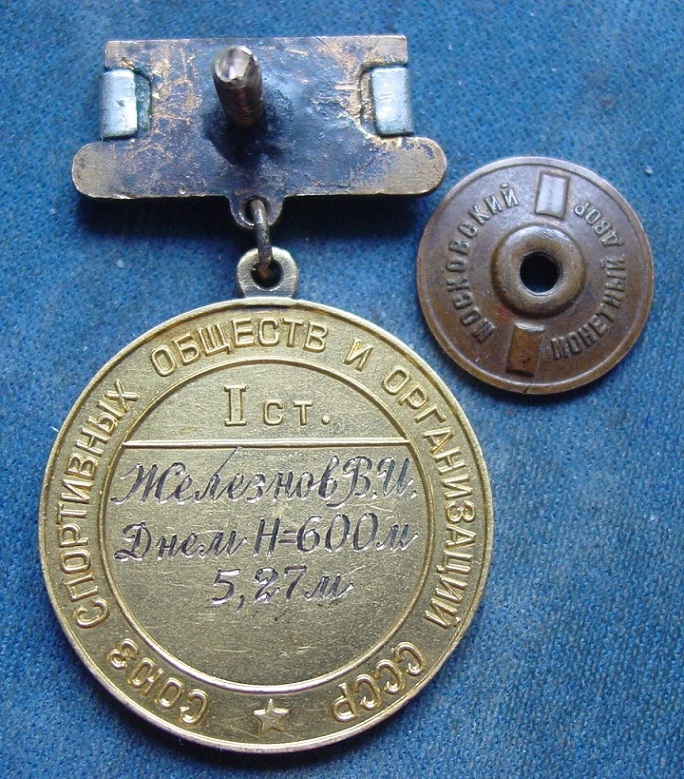 СОЮЗ СПОРТИВНЫХ ОБЩЕСТВ И ОРГАНИЗАЦИЙ СССР
I СТ.
Железнов В.И.
Днем Н=600м
5,27м
МОСКОВСКИЙ
МОНЕТНЫЙ ДВОР